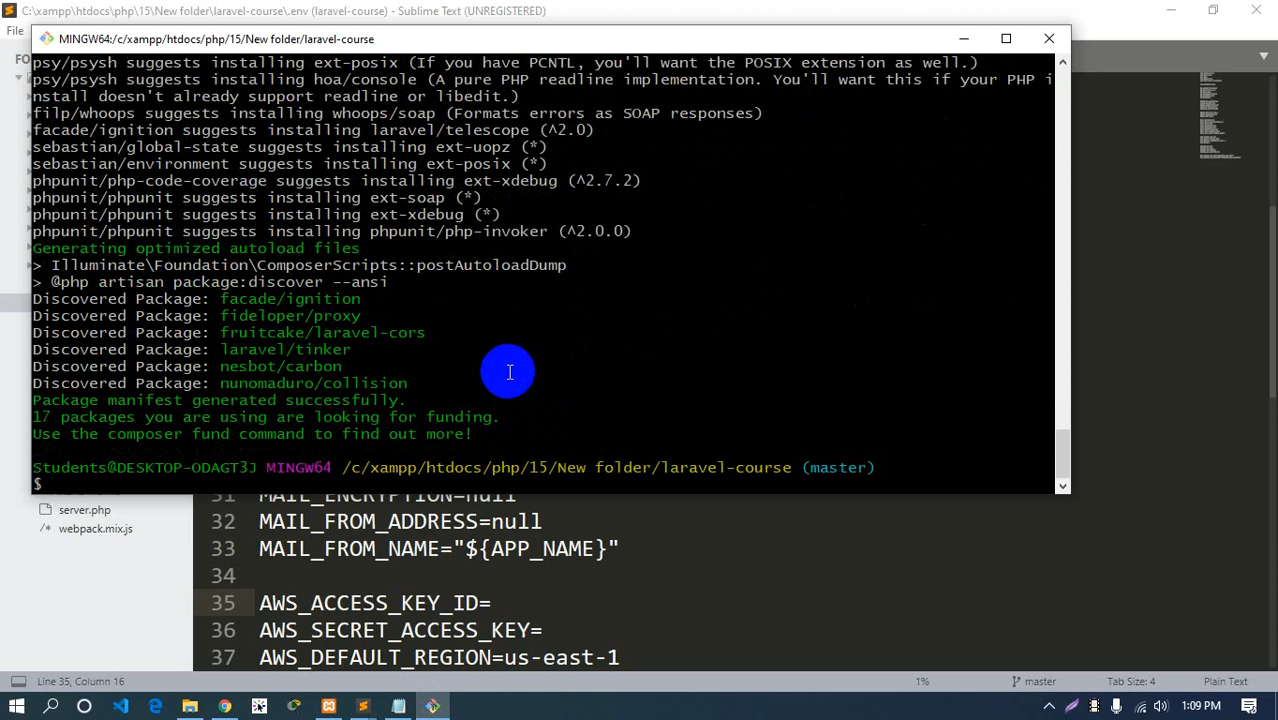 C:\xampp\htdocs\php\15\New folder\laravel-course\.env (laravel-course) - Sublime Text (UNREGISTERED)
File
MINGW64:/c/xampp/htdocs/php/15/New folder/laravel-course
FO
psy/psysh suggests installing ext-posix (If you have PCNTL, you'll want the POSIX extension as well.)
psy/psysh suggests installing hoa/console (A pure PHP readline implementation. You'll want this if your PHP i
nstall doesn't already support readline or libedit.)
filp/whoops suggests installing whoops/soap (Formats errors as SOAP responses)
facade/ignition suggests installing laravel/telescope (^2.0)
sebastian/global-state suggests installing ext-uopz (*)
sebastian/environment suggests installing ext-posix (*)
phpunit/php-code-coverage suggests installing ext-xdebug (^2.7.2)
phpunit/phpunit suggests installing ext-soap (*)
phpunit/phpunit suggests installing ext-xdebug (*)
phpunit/phpunit suggests installing phpunit/php-invoker (^2.0.0)
Generating optimized autoload files
> Illuminate\Foundation\ComposerScripts::postAutoloadDump
> @php artisan package:discover --ansi
Discovered Package: facade/ignition
Discovered Package: fideloper/proxy
Discovered Package: fruitcake/laravel-cors
Discovered Package: laravel/tinker
Discovered Package: nesbot/carbon
Discovered Package: nunomaduro/collision
Package manifest generated successfully.
17 packages you are using are looking for funding.
Use the composer fund command to find out more!
Students@DESKTOP-ODAGT3J MINGW64 /c/xampp/htdocs/php/15/New folder/laravel-course (master)
$
server.php
webpack.mix.js
31 MAIL_ENCRYPTION=null
32 MAIL_FROM_ADDRESS=null
33 MAIL_FROM_NAME="${APP_NAME}"
34
35 AWS_ACCESS_KEY_ID=
36 AWS_SECRET_ACCESS_KEY=
37 AWS_DEFAULT_REGION=us-east-1
Line 35, Column 16
1%
master
Tab Size: 4
Plain Text
1:09 PM